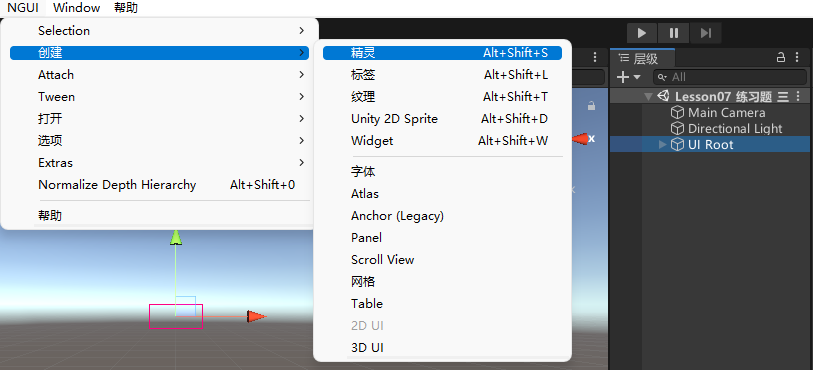 NGUI Window 帮助
Selection
创建
Attach
Tween
打开
选项
Extras
Normalize Depth Hierarchy Alt+Shift+0
帮助
精灵 Alt+Shift+S
标签 Alt+Shift+L
纹理 Alt+Shift+T
Unity 2D Sprite Alt+Shift+D
Widget Alt+Shift+W
字体
Atlas
Anchor (Legacy)
Panel
Scroll View
网格
Table
2D UI
3D UI
x
层级
All
Lesson07 练习题
Main Camera
Directional Light
UI Root